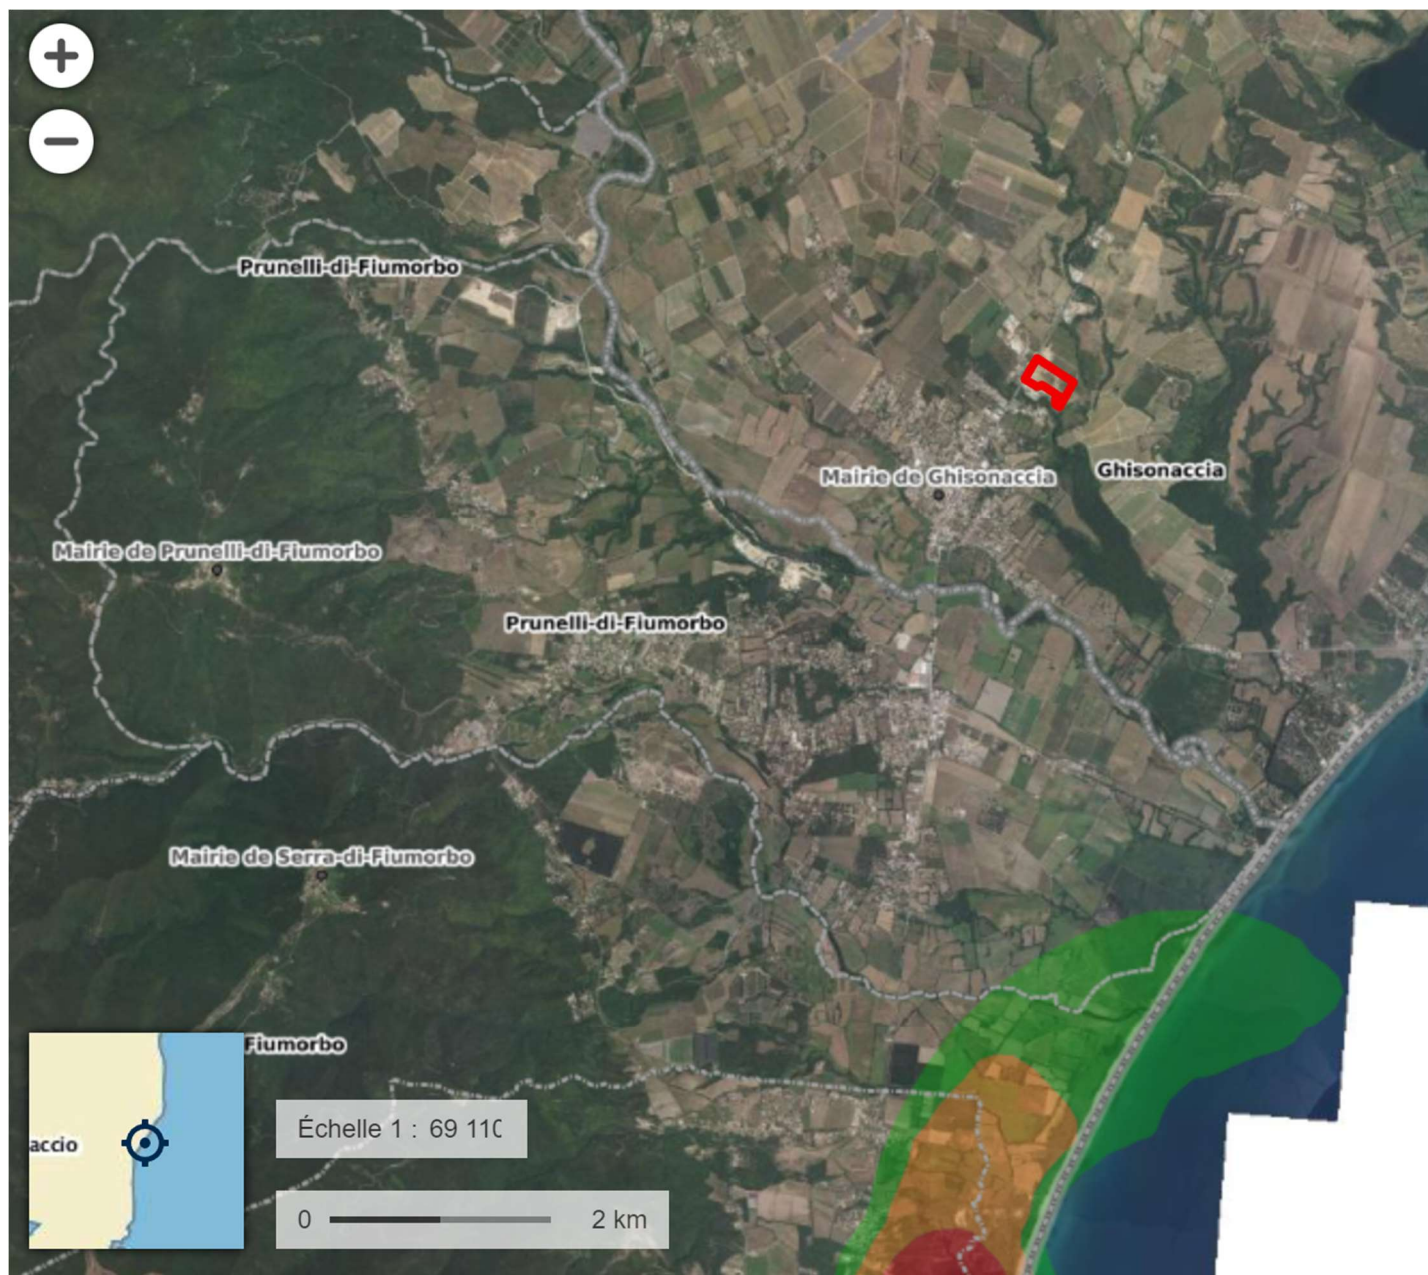 Prunelli-di-Fiumorbo
Mairie de Ghisonaccia
Ghisonaccia
Mairie de Prunelli-di-Fiumorbo
Prunelli-di-Fiumorbo
Mairie de Serra-di-Fiumorbo
Fiumorbo
Échelle 1 : 69 110
accio
0 2 km